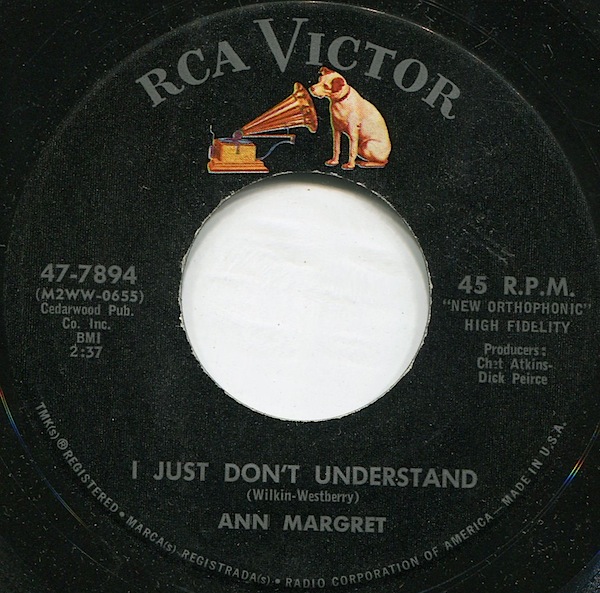 RCA VICTOR
47-7894
(M2WW-0655)
Cedarwood Pub.
Co. Inc.
BMI
2:37
45 R.P.M.
"NEW ORTHOPHONIC"
HIGH FIDELITY
Producers:
Chet Atkins-
Dick Peirce
I JUST DON'T UNDERSTAND
(Wilkin-Westberry)
ANN MARGRET
TMK(s) ® REGISTERED • MARCA(s) REGISTRADA(s) • RADIO CORPORATION OF AMERICA — MADE IN U.S.A.